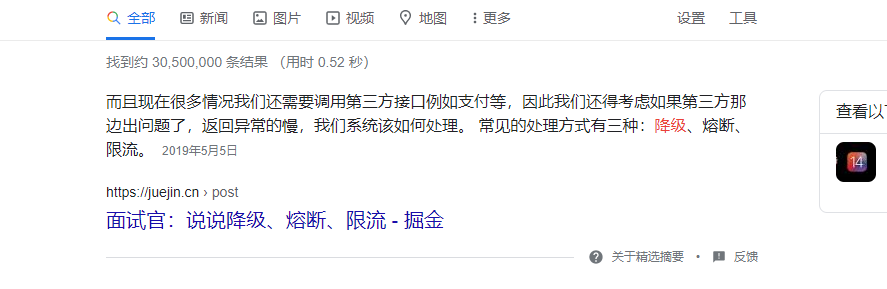 全部 新闻 图片 视频 地图 更多 设置 工具
找到约 30,500,000 条结果 （用时 0.52 秒）
而且现在很多情况我们还需要调用第三方接口例如支付等，因此我们还得考虑如果第三方那
边出问题了，返回异常的慢，我们系统该如何处理。 常见的处理方式有三种：降级、熔断、
限流。 2019年5月5日
查看以下
14
https://juejin.cn › post
面试官：说说降级、熔断、限流 - 掘金
关于精选摘要 • 反馈